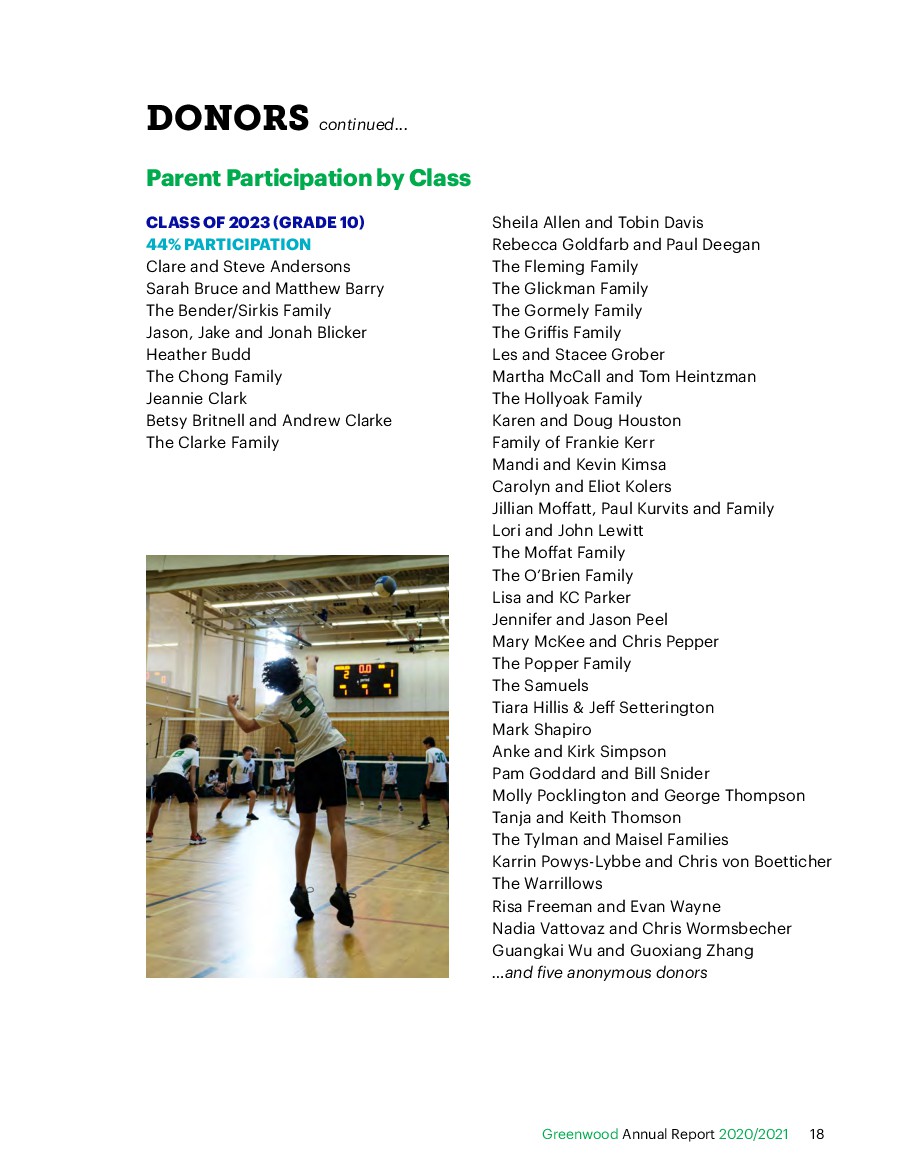 DONORS continued...
Parent Participation by Class
CLASS OF 2023 (GRADE 10)
44% PARTICIPATION
Clare and Steve Andersons
Sarah Bruce and Matthew Barry
The Bender/Sirkis Family
Jason, Jake and Jonah Blicker
Heather Budd
The Chong Family
Jeannie Clark
Betsy Britnell and Andrew Clarke
The Clarke Family
9
30
11
2
0.0
1
1
1
1
Sheila Allen and Tobin Davis
Rebecca Goldfarb and Paul Deegan
The Fleming Family
The Glickman Family
The Gormely Family
The Griffis Family
Les and Stacee Grober
Martha McCall and Tom Heintzman
The Hollyoak Family
Karen and Doug Houston
Family of Frankie Kerr
Mandi and Kevin Kimsa
Carolyn and Eliot Kolers
Jillian Moffatt, Paul Kurvits and Family
Lori and John Lewitt
The Moffat Family
The O’Brien Family
Lisa and KC Parker
Jennifer and Jason Peel
Mary McKee and Chris Pepper
The Popper Family
The Samuels
Tiara Hillis & Jeff Setterington
Mark Shapiro
Anke and Kirk Simpson
Pam Goddard and Bill Snider
Molly Pocklington and George Thompson
Tanja and Keith Thomson
The Tylman and Maisel Families
Karrin Powys-Lybbe and Chris von Boetticher
The Warrillows
Risa Freeman and Evan Wayne
Nadia Vattovaz and Chris Wormsbecher
Guangkai Wu and Guoxiang Zhang
...and five anonymous donors
Greenwood Annual Report 2020/2021 18